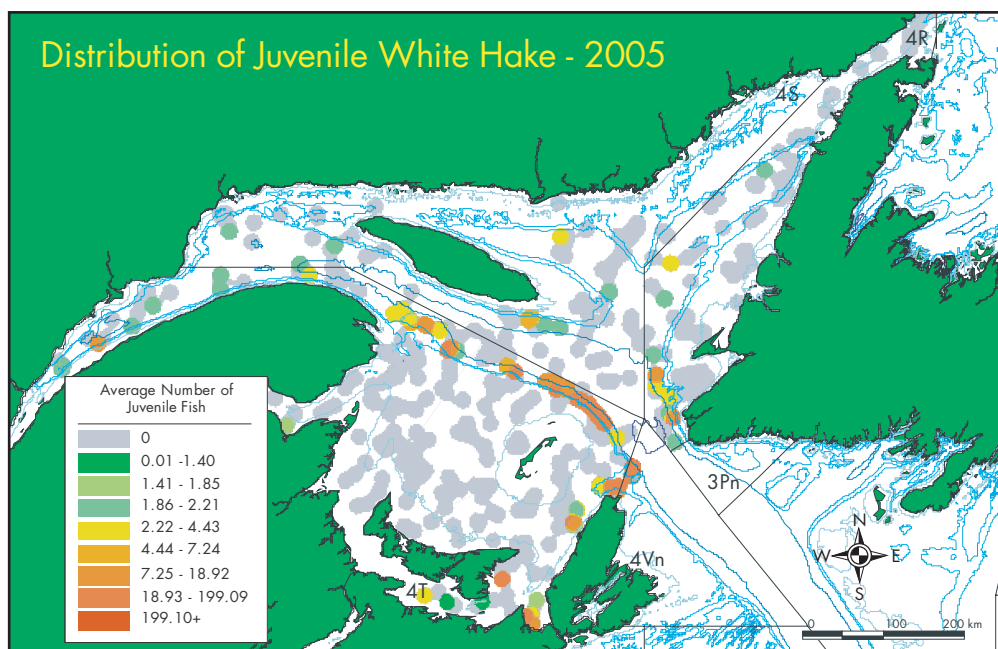 Distribution of Juvenile White Hake - 2005
4R
4S
Average Number of
Juvenile Fish
0
0.01 -1.40
1.41 - 1.85
1.86 - 2.21
2.22 - 4.43
4.44 - 7.24
7.25 - 18.92
18.93 - 199.09
199.10+
3Pn
4Vn
4T
N
W E
S
0 100 200 km